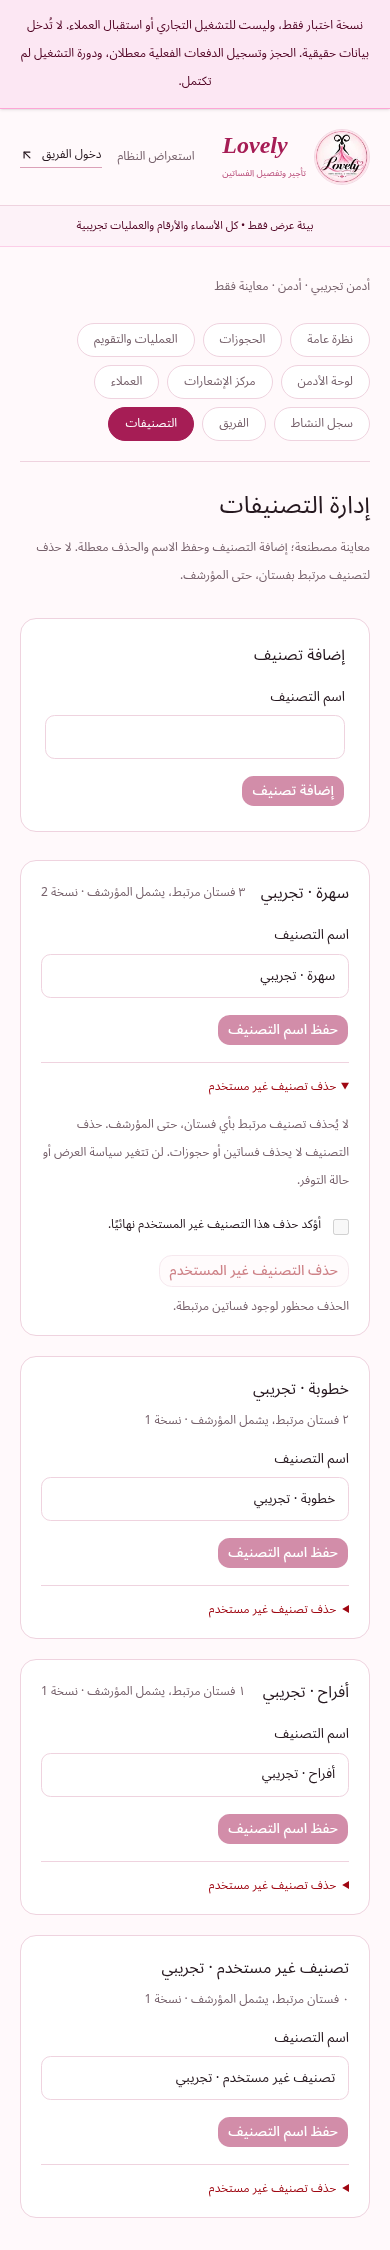 نسخة اختبار فقط، وليست للتشغيل التجاري أو استقبال العملاء. لا تُدخل
بيانات حقيقية. الحجز وتسجيل الدفعات الفعلية معطلان، ودورة التشغيل لم
تكتمل.
Lovely
Lovely
تأجير وتفصيل الفساتين
استعراض النظام
دخول الفريق ↖
بيئة عرض فقط • كل الأسماء والأرقام والعمليات تجريبية
أدمن تجريبي · أدمن · معاينة فقط
نظرة عامة
الحجوزات
العمليات والتقويم
لوحة الأدمن
مركز الإشعارات
العملاء
سجل النشاط
الفريق
التصنيفات
إدارة التصنيفات
معاينة مصطنعة؛ إضافة التصنيف وحفظ الاسم والحذف معطلة. لا حذف
لتصنيف مرتبط بفستان، حتى المؤرشف.
إضافة تصنيف
اسم التصنيف
إضافة تصنيف
سهرة · تجريبي
٣ فستان مرتبط، يشمل المؤرشف · نسخة 2
اسم التصنيف
سهرة · تجريبي
حفظ اسم التصنيف
حذف تصنيف غير مستخدم
لا يُحذف تصنيف مرتبط بأي فستان، حتى المؤرشف. حذف
التصنيف لا يحذف فساتين أو حجوزات. لن تتغير سياسة العرض أو
حالة التوفر.
أؤكد حذف هذا التصنيف غير المستخدم نهائيًا.
حذف التصنيف غير المستخدم
الحذف محظور لوجود فساتين مرتبطة.
خطوبة · تجريبي
٢ فستان مرتبط، يشمل المؤرشف · نسخة 1
اسم التصنيف
خطوبة · تجريبي
حفظ اسم التصنيف
حذف تصنيف غير مستخدم
أفراح · تجريبي
١ فستان مرتبط، يشمل المؤرشف · نسخة 1
اسم التصنيف
أفراح · تجريبي
حفظ اسم التصنيف
حذف تصنيف غير مستخدم
تصنيف غير مستخدم · تجريبي
٠ فستان مرتبط، يشمل المؤرشف · نسخة 1
اسم التصنيف
تصنيف غير مستخدم · تجريبي
حفظ اسم التصنيف
حذف تصنيف غير مستخدم